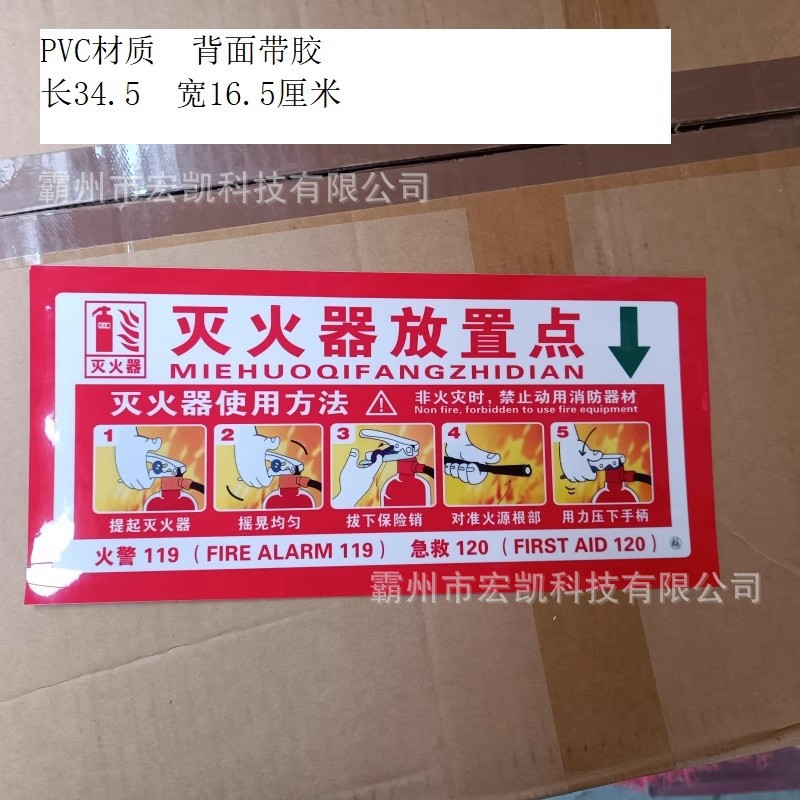 PVC材质 背面带胶
长34.5 宽16.5厘米
霸州市宏凯科技有限公司
灭火器放置点
MIEHUOQIFANGZHIDIAN
灭火器
灭火器使用方法
非火灾时，禁止动用消防器材
Non fire, forbidden to use fire equipment
1 2 3 4 5
提起灭火器 摇晃均匀 拔下保险销 对准火源根部 用力压下手柄
火警 119 （FIRE ALARM 119） 急救 120 （FIRST AID 120）
霸州市宏凯科技有限公司